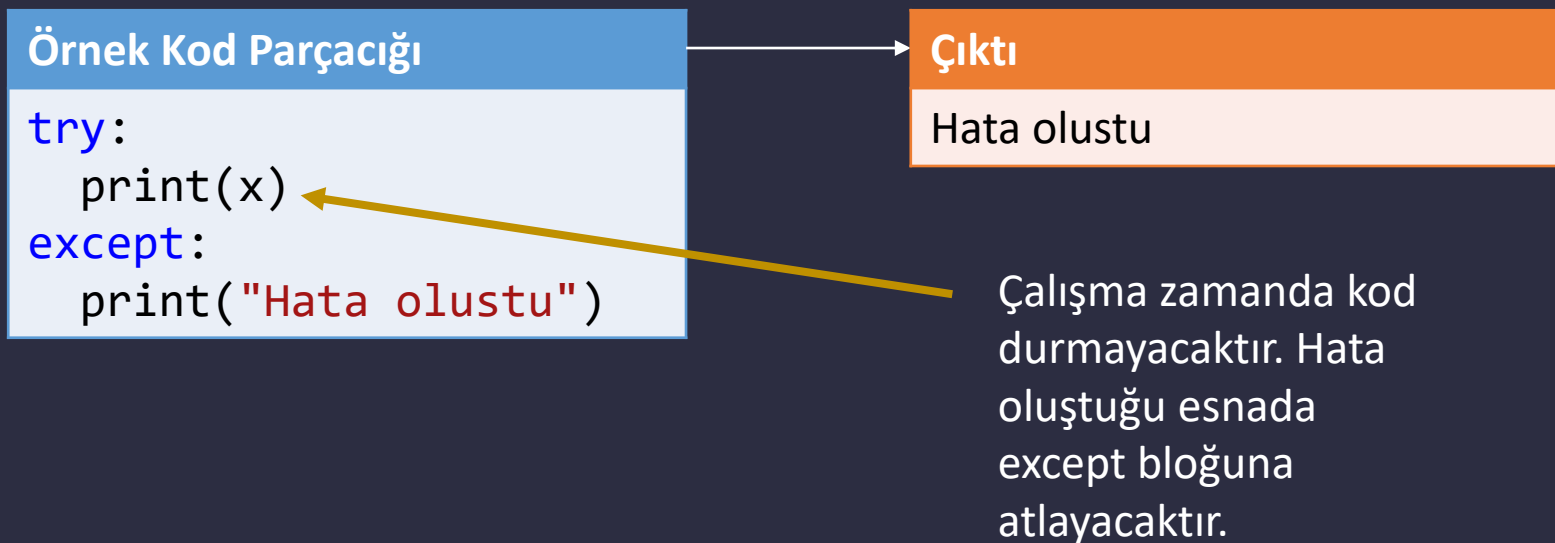 Örnek Kod Parçacığı
try:
  print(x)
except:
  print("Hata olustu")
Çıktı
Hata olustu
Çalışma zamanda kod
durmayacaktır. Hata
oluştuğu esnada
except bloğuna
atlayacaktır.